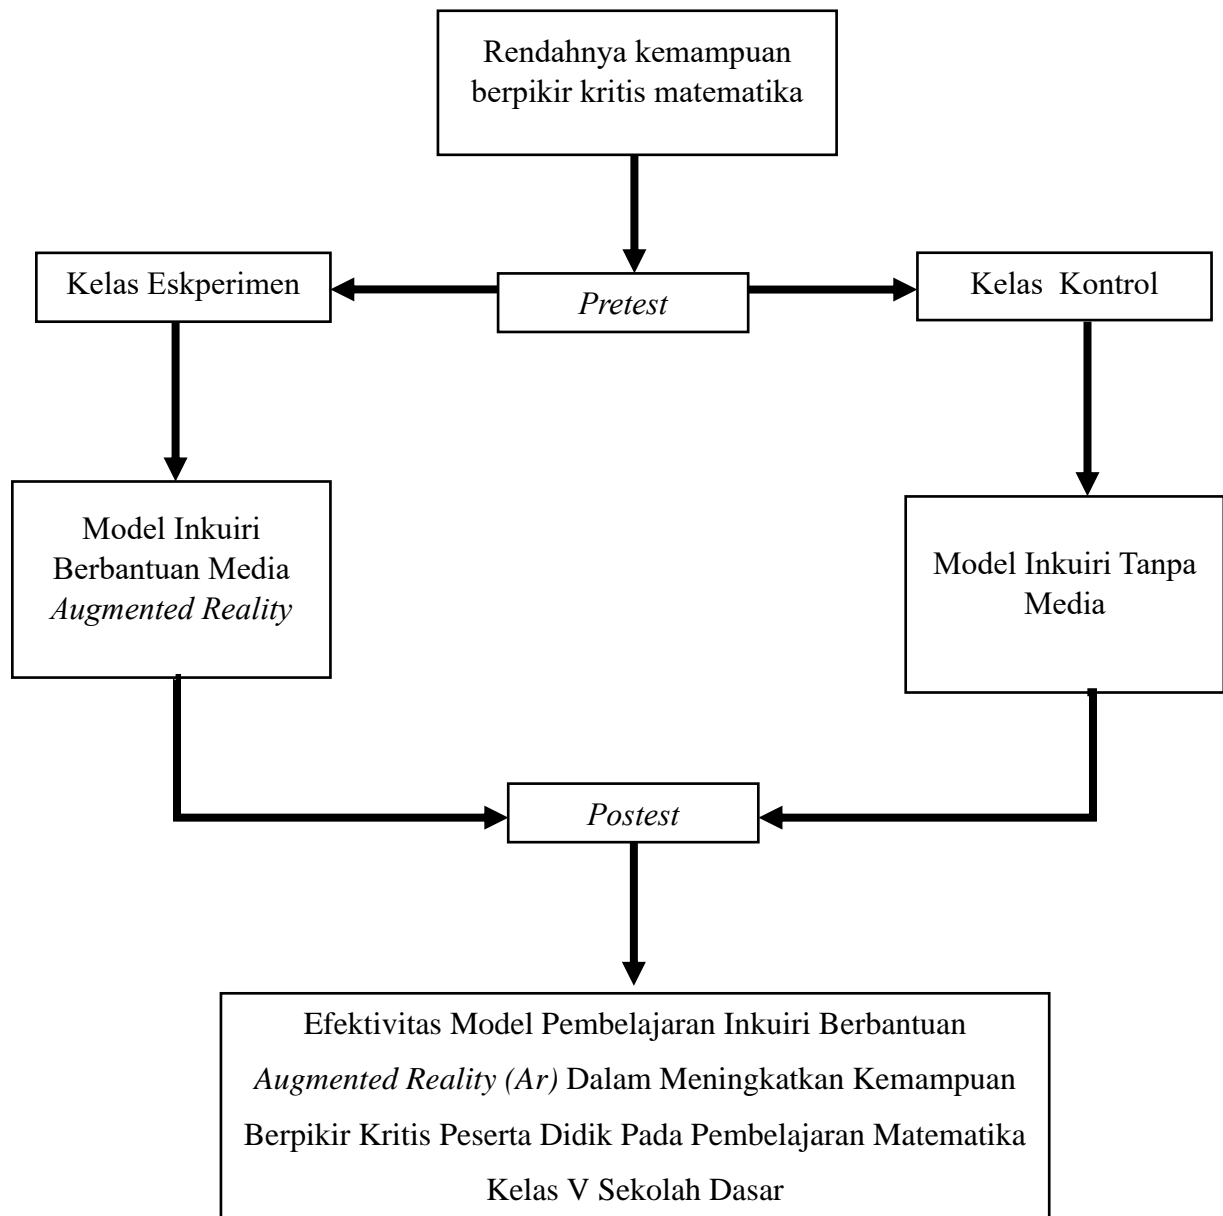 Rendahnya kemampuan
berpikir kritis matematika
Kelas Eskperimen
Pretest
Kelas  Kontrol
Model Inkuiri
Berbantuan Media
Augmented Reality
Model Inkuiri Tanpa
Media
Postest
Efektivitas Model Pembelajaran Inkuiri Berbantuan
Augmented Reality (Ar) Dalam Meningkatkan Kemampuan
Berpikir Kritis Peserta Didik Pada Pembelajaran Matematika
Kelas V Sekolah Dasar